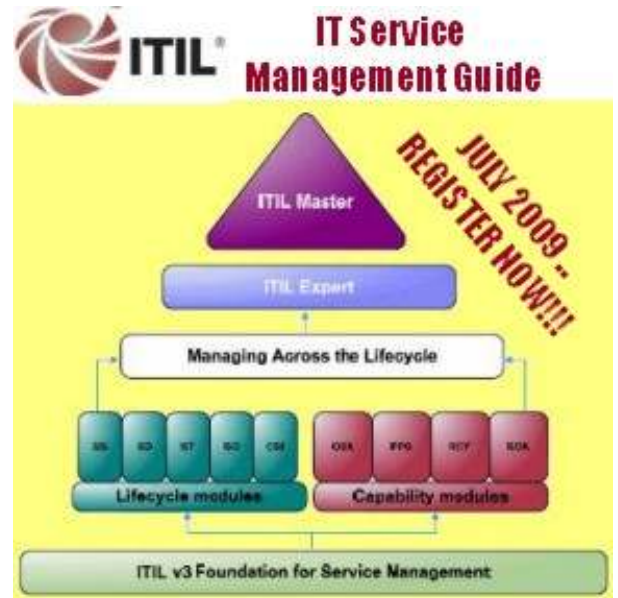 ITIL®
IT Service
Management Guide
JULY 2009..
REGISTER NOW!!!
ITIL Master
ITIL Expert
Managing Across the Lifecycle
SS SD ST SO CSI
OSA PPO RCV SOA
Lifecycle modules
Capability modules
ITIL v3 Foundation for Service Management